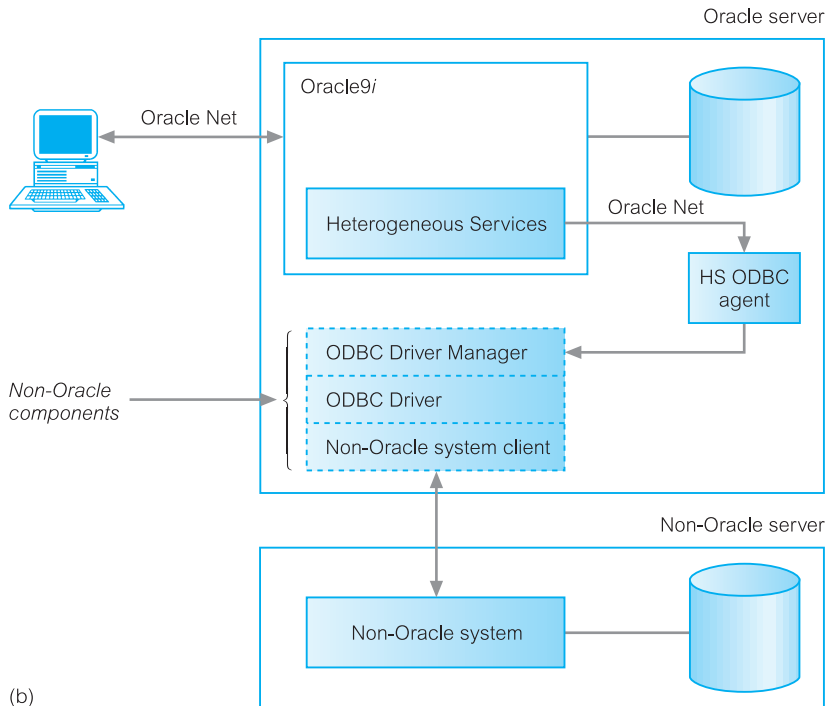 Oracle server
Oracle9i
Oracle Net
Heterogeneous Services
Oracle Net
HS ODBC
agent
ODBC Driver Manager
Non-Oracle
components
ODBC Driver
Non-Oracle system client
Non-Oracle server
Non-Oracle system
(b)